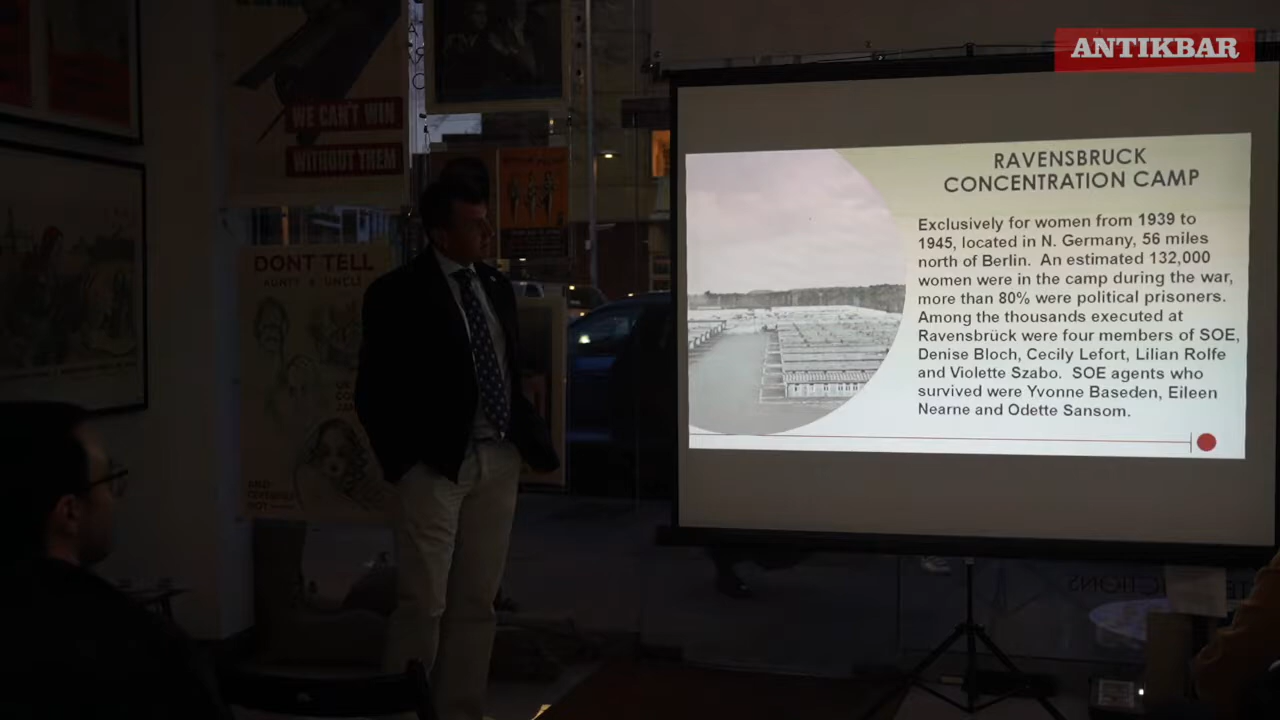 ANTIKBAR
WE CAN'T WIN
WITHOUT THEM
DONT TELL
AUNTY & UNCLE
RAVENSBRUCK
CONCENTRATION CAMP
Exclusively for women from 1939 to
1945, located in N. Germany, 56 miles
north of Berlin. An estimated 132,000
women were in the camp during the war,
more than 80% were political prisoners.
Among the thousands executed at
Ravensbrück were four members of SOE,
Denise Bloch, Cecily Lefort, Lilian Rolfe
and Violette Szabo. SOE agents who
survived were Yvonne Baseden, Eileen
Nearne and Odette Sansom.